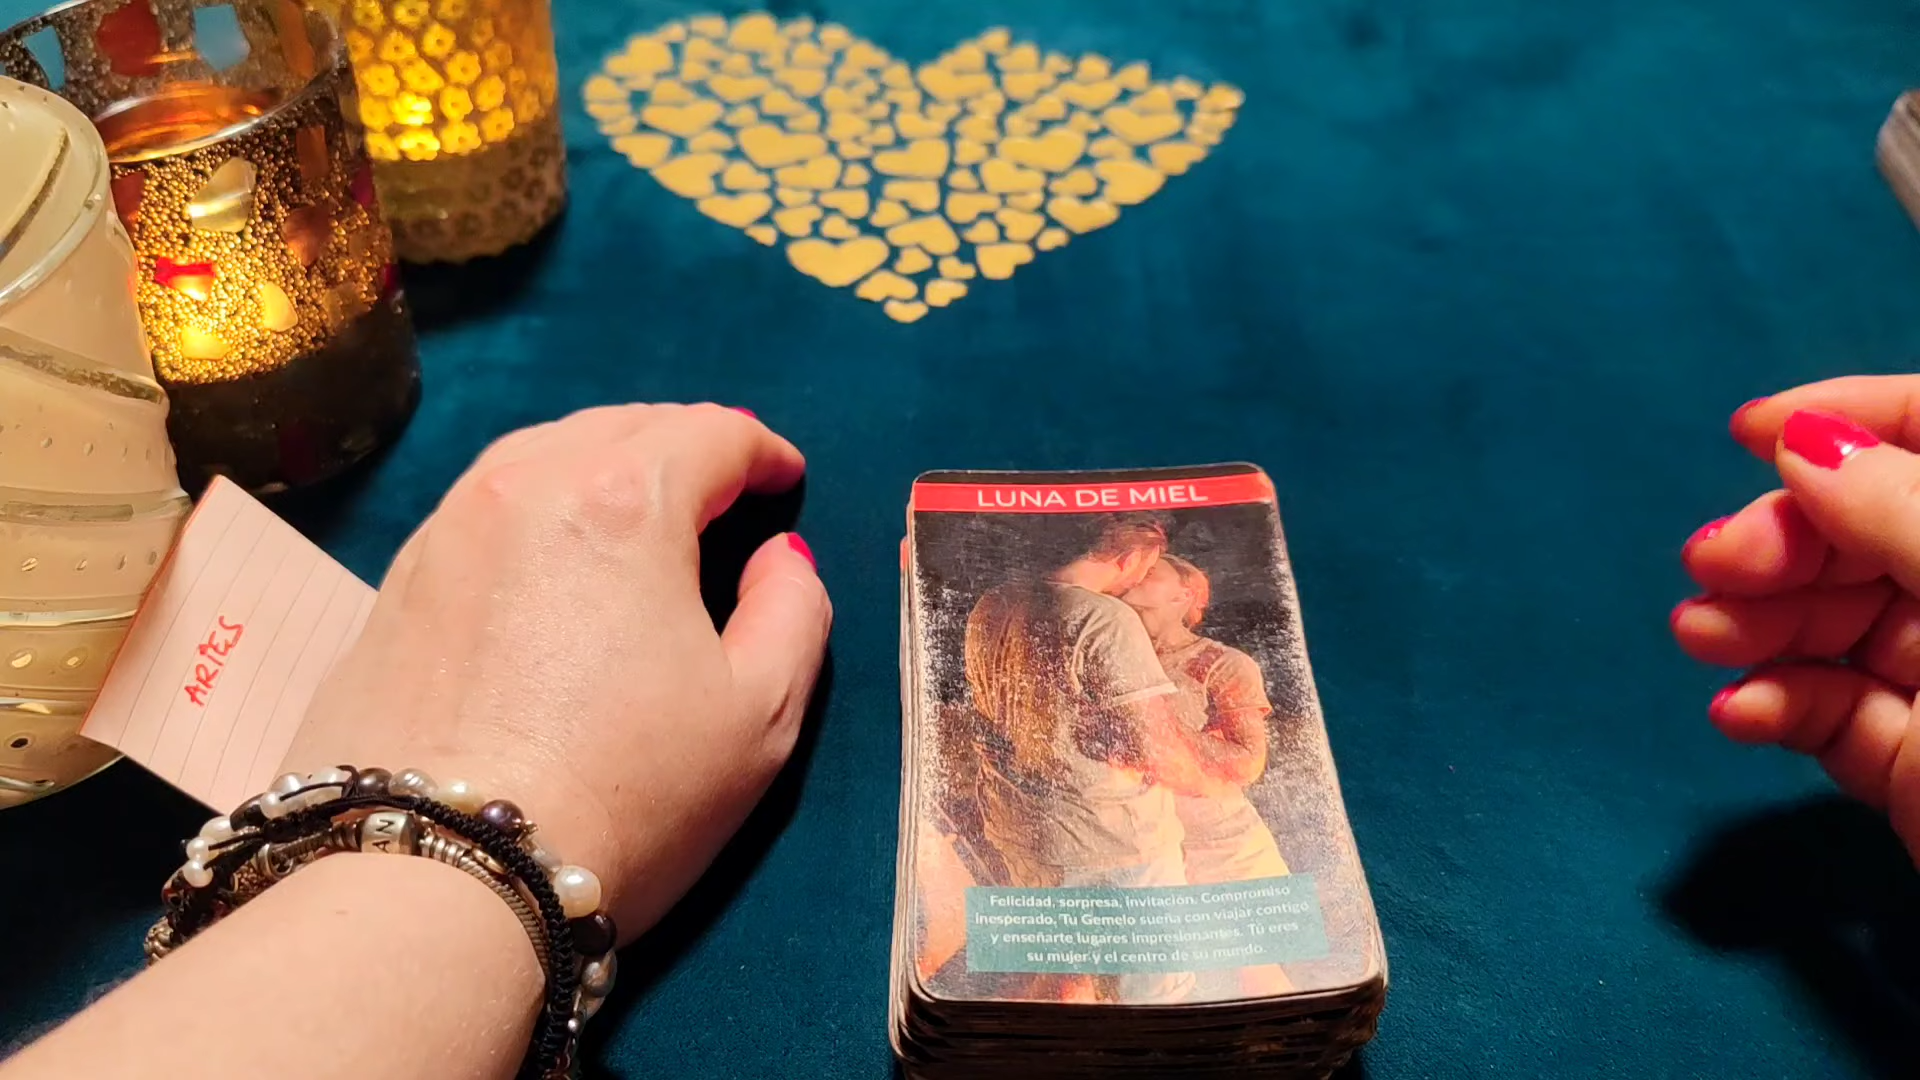 LUNA DE MIEL
ARIES
AN
Felicidad, sorpresa, invitación. Compromiso
inesperado. Tu Gemelo sueña con viajar contigo
y enseñarte lugares impresionantes. Tú eres
su mujer y el centro de su mundo.